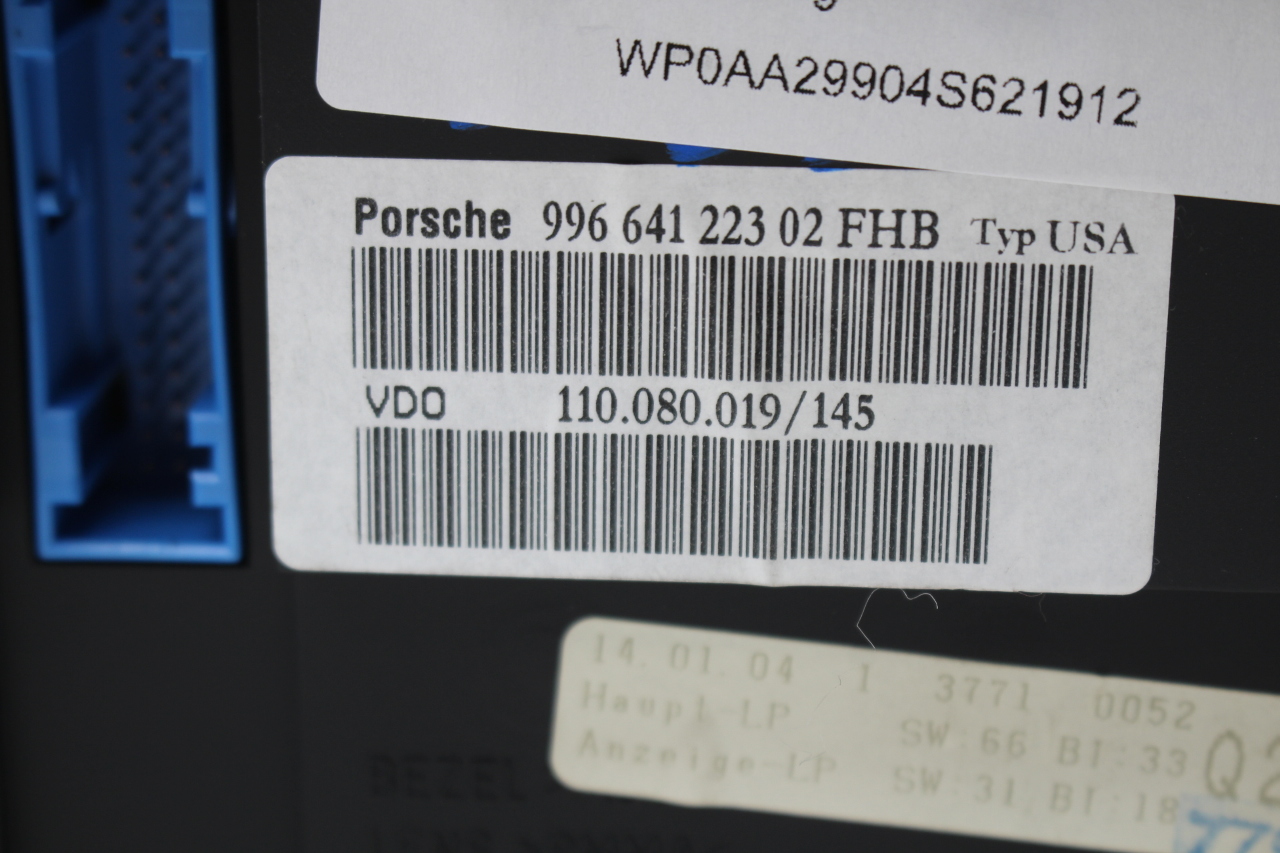 WP0AA29904S621912
Porsche 996 641 223 02 FHB Typ USA
VDO 110.080.019/145
14.01.04 1 3771 0052
Haupt-LP SW:66 BI:33
Anzeige-LP SW:31 BI:18
BEZEL